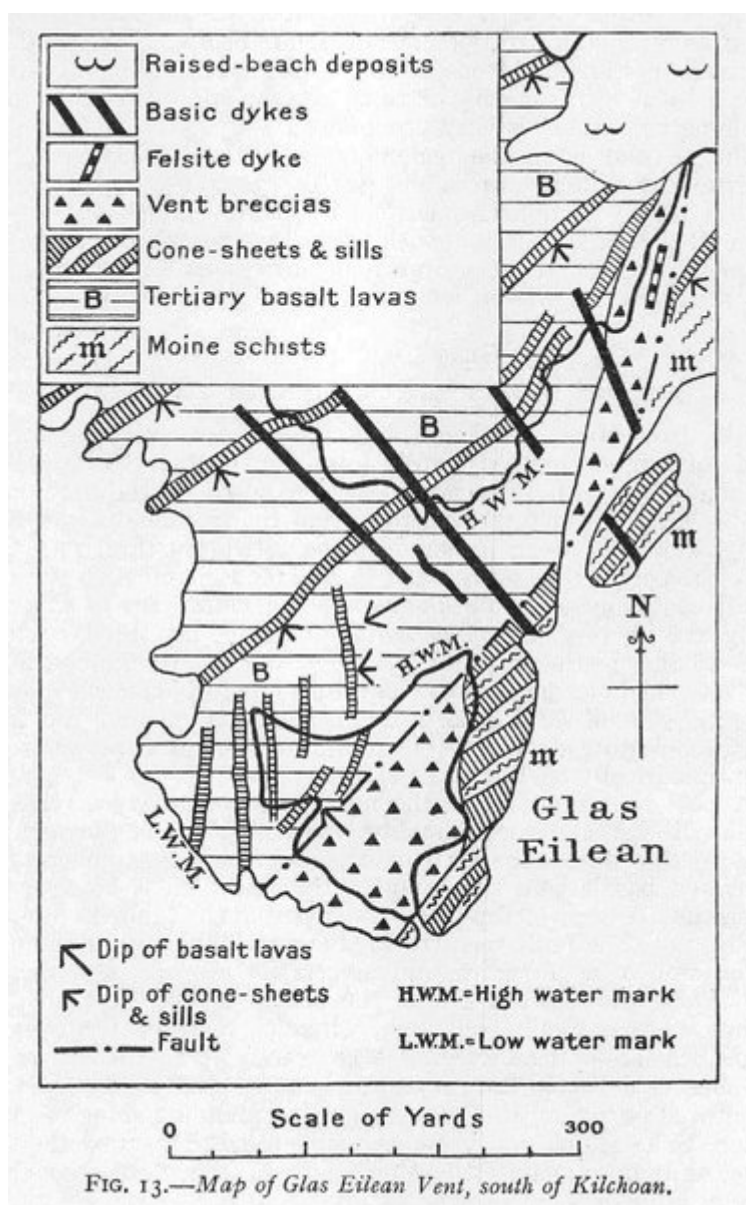 Raised-beach deposits
Basic dykes
Felsite dyke
Vent breccias
Cone-sheets & sills
B Tertiary basalt lavas
m Moine schists
B
m
B
H. W. M.
m
N
H.W.M.
B
m
Glas
Eilean
L.W.M.
Dip of basalt lavas
Dip of cone-sheets
& sills
Fault
H.W.M.=High water mark
L.W.M.=Low water mark
Scale of Yards
0 300
FIG. 13.—Map of Glas Eilean Vent, south of Kilchoan.